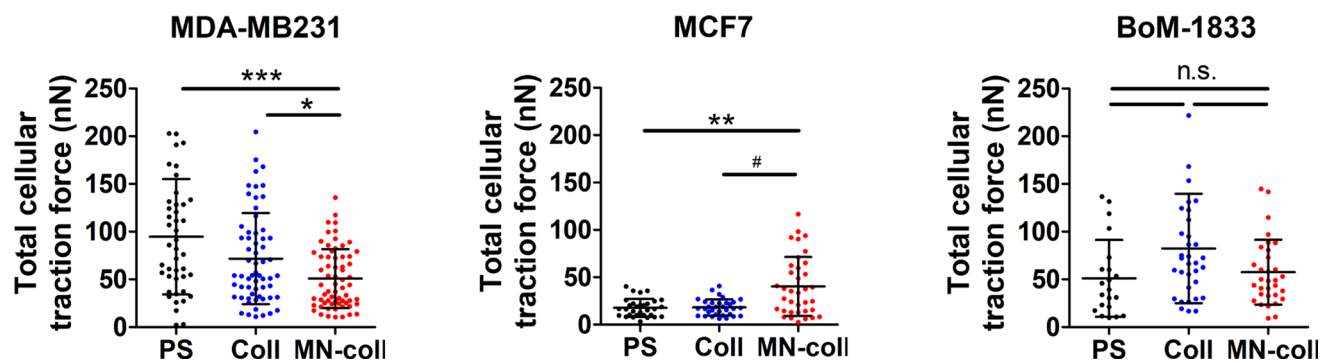 MDA-MB231
Total cellular
traction force (nN)
250
200
150
100
50
0
***
*
PS Coll MN-coll
MCF7
Total cellular
traction force (nN)
250
200
150
100
50
0
**
#
PS Coll MN-coll
BoM-1833
Total cellular
traction force (nN)
250
200
150
100
50
0
n.s.
PS Coll MN-coll